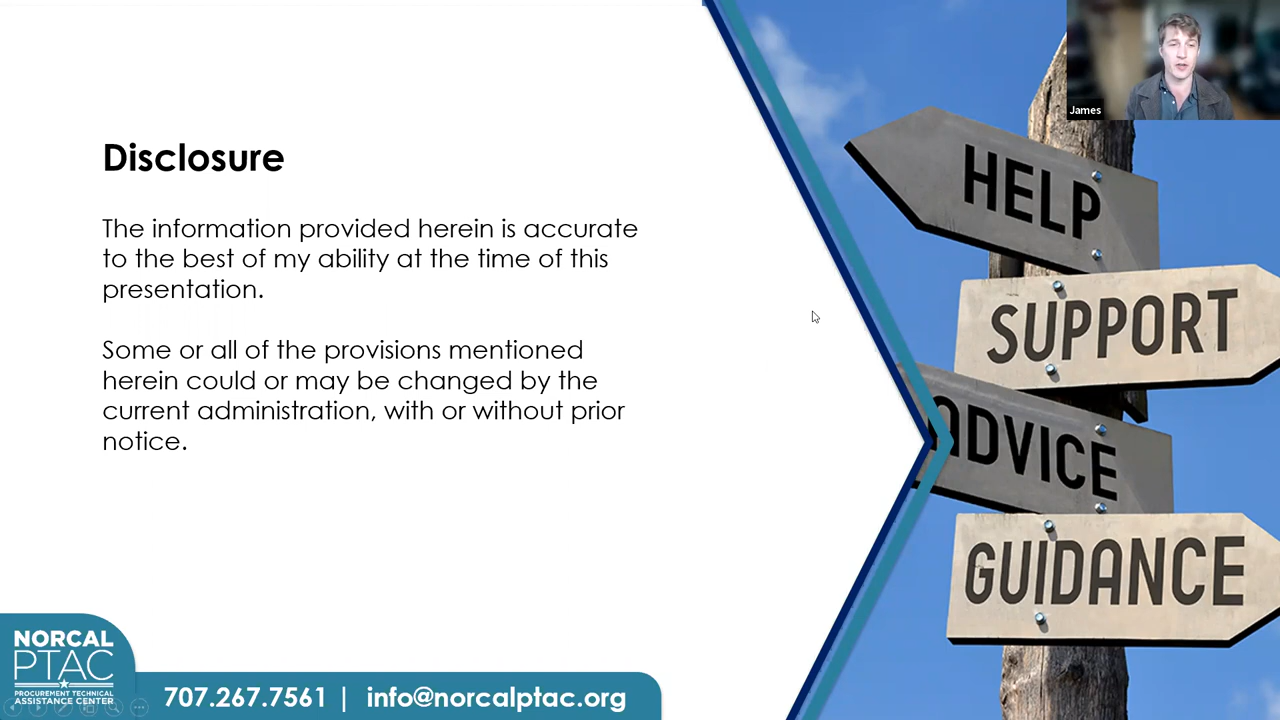 James
Disclosure
The information provided herein is accurate
to the best of my ability at the time of this
presentation.
Some or all of the provisions mentioned
herein could or may be changed by the
current administration, with or without prior
notice.
HELP
SUPPORT
ADVICE
GUIDANCE
NORCAL
PTAC
PROCUREMENT TECHNICAL
ASSISTANCE CENTER
707.267.7561 | info@norcalptac.org